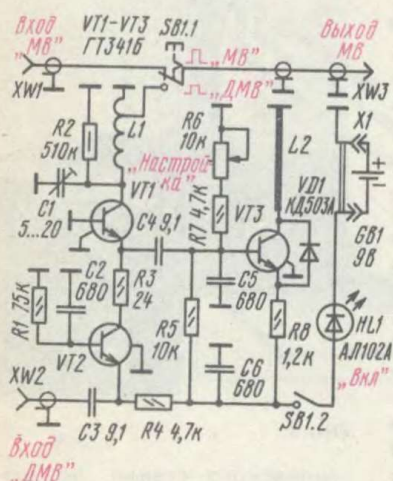 Вход
„МВ"
VT1-VT3
ГТ341б
SB1.1
„МВ"
„ДМВ"
Выход
МВ
XW1
XW3
R2
510к
L1
R6
10к
L2
X1
„Настрой-
ка"
VT1
C1
5...20
C4 9,1
R7 4,7к
VT3
VD1
КД503А
GB1
9В
R1 75к
C2
680
R3
24
C5
680
R5
10к
R8
1,2к
HL1
АЛ102А
VT2
C6
680
„Вкл"
XW2
C3 9,1
R4 4,7к
SB1.2
Вход
„ДМВ"